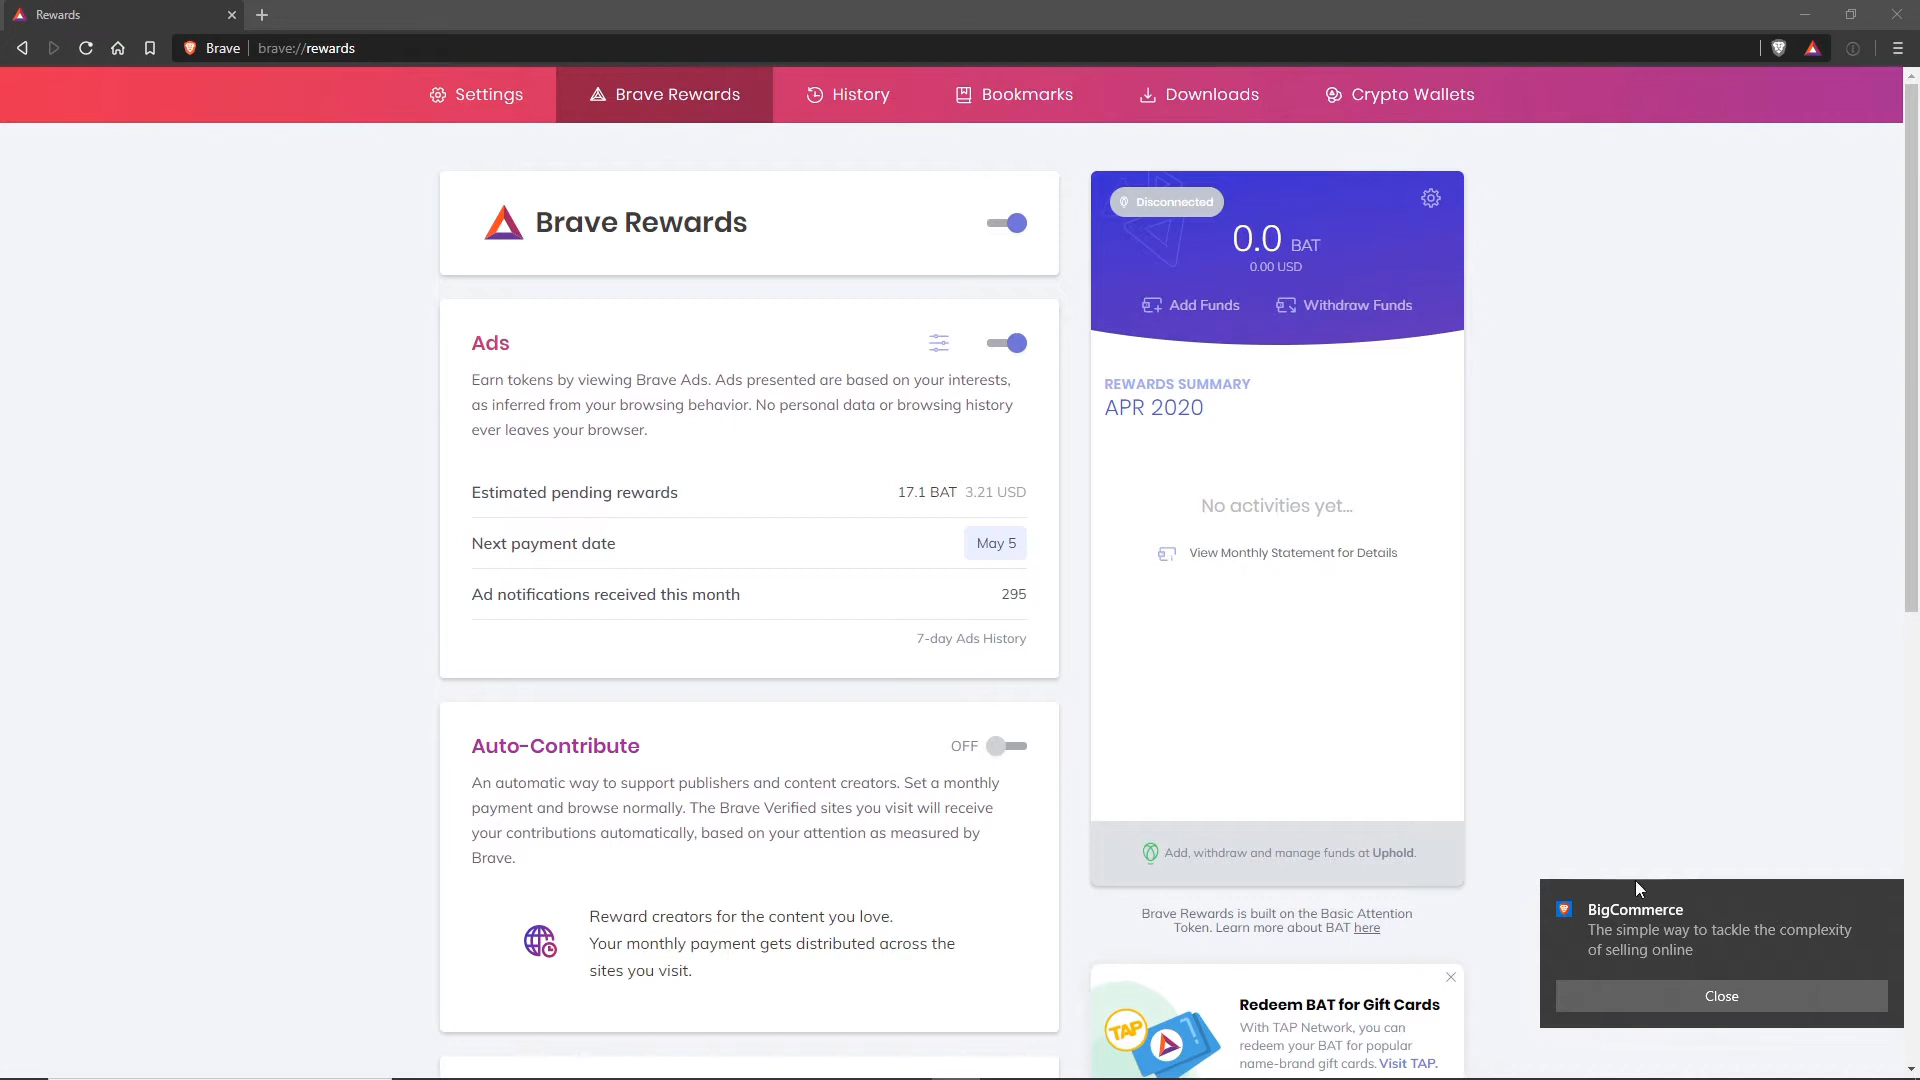 Rewards
Brave
brave://rewards
Settings
Brave Rewards
History
Bookmarks
Downloads
Crypto Wallets
Brave Rewards
Ads
Earn tokens by viewing Brave Ads. Ads presented are based on your interests,
as inferred from your browsing behavior. No personal data or browsing history
ever leaves your browser.
Estimated pending rewards 17.1 BAT 3.21 USD
Next payment date May 5
Ad notifications received this month 295
7-day Ads History
Auto-Contribute OFF
An automatic way to support publishers and content creators. Set a monthly
payment and browse normally. The Brave Verified sites you visit will receive
your contributions automatically, based on your attention as measured by
Brave.
Reward creators for the content you love.
Your monthly payment gets distributed across the
sites you visit.
Disconnected
0.0 BAT
0.00 USD
Add Funds
Withdraw Funds
REWARDS SUMMARY
APR 2020
No activities yet...
View Monthly Statement for Details
Add, withdraw and manage funds at Uphold.
Brave Rewards is built on the Basic Attention
Token. Learn more about BAT here
TAP
Redeem BAT for Gift Cards
With TAP Network, you can
redeem your BAT for popular
name-brand gift cards. Visit TAP.
BigCommerce
The simple way to tackle the complexity
of selling online
Close